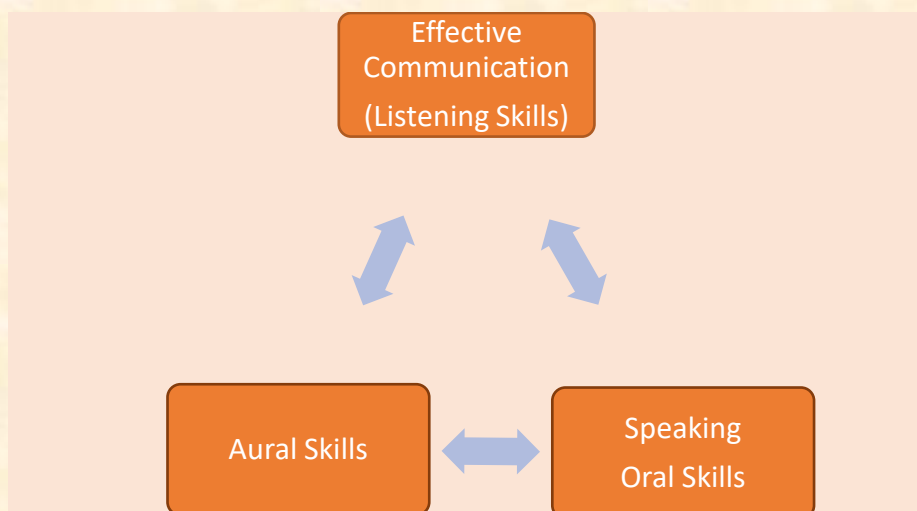 Effective
Communication
(Listening Skills)
Aural Skills
Speaking
Oral Skills